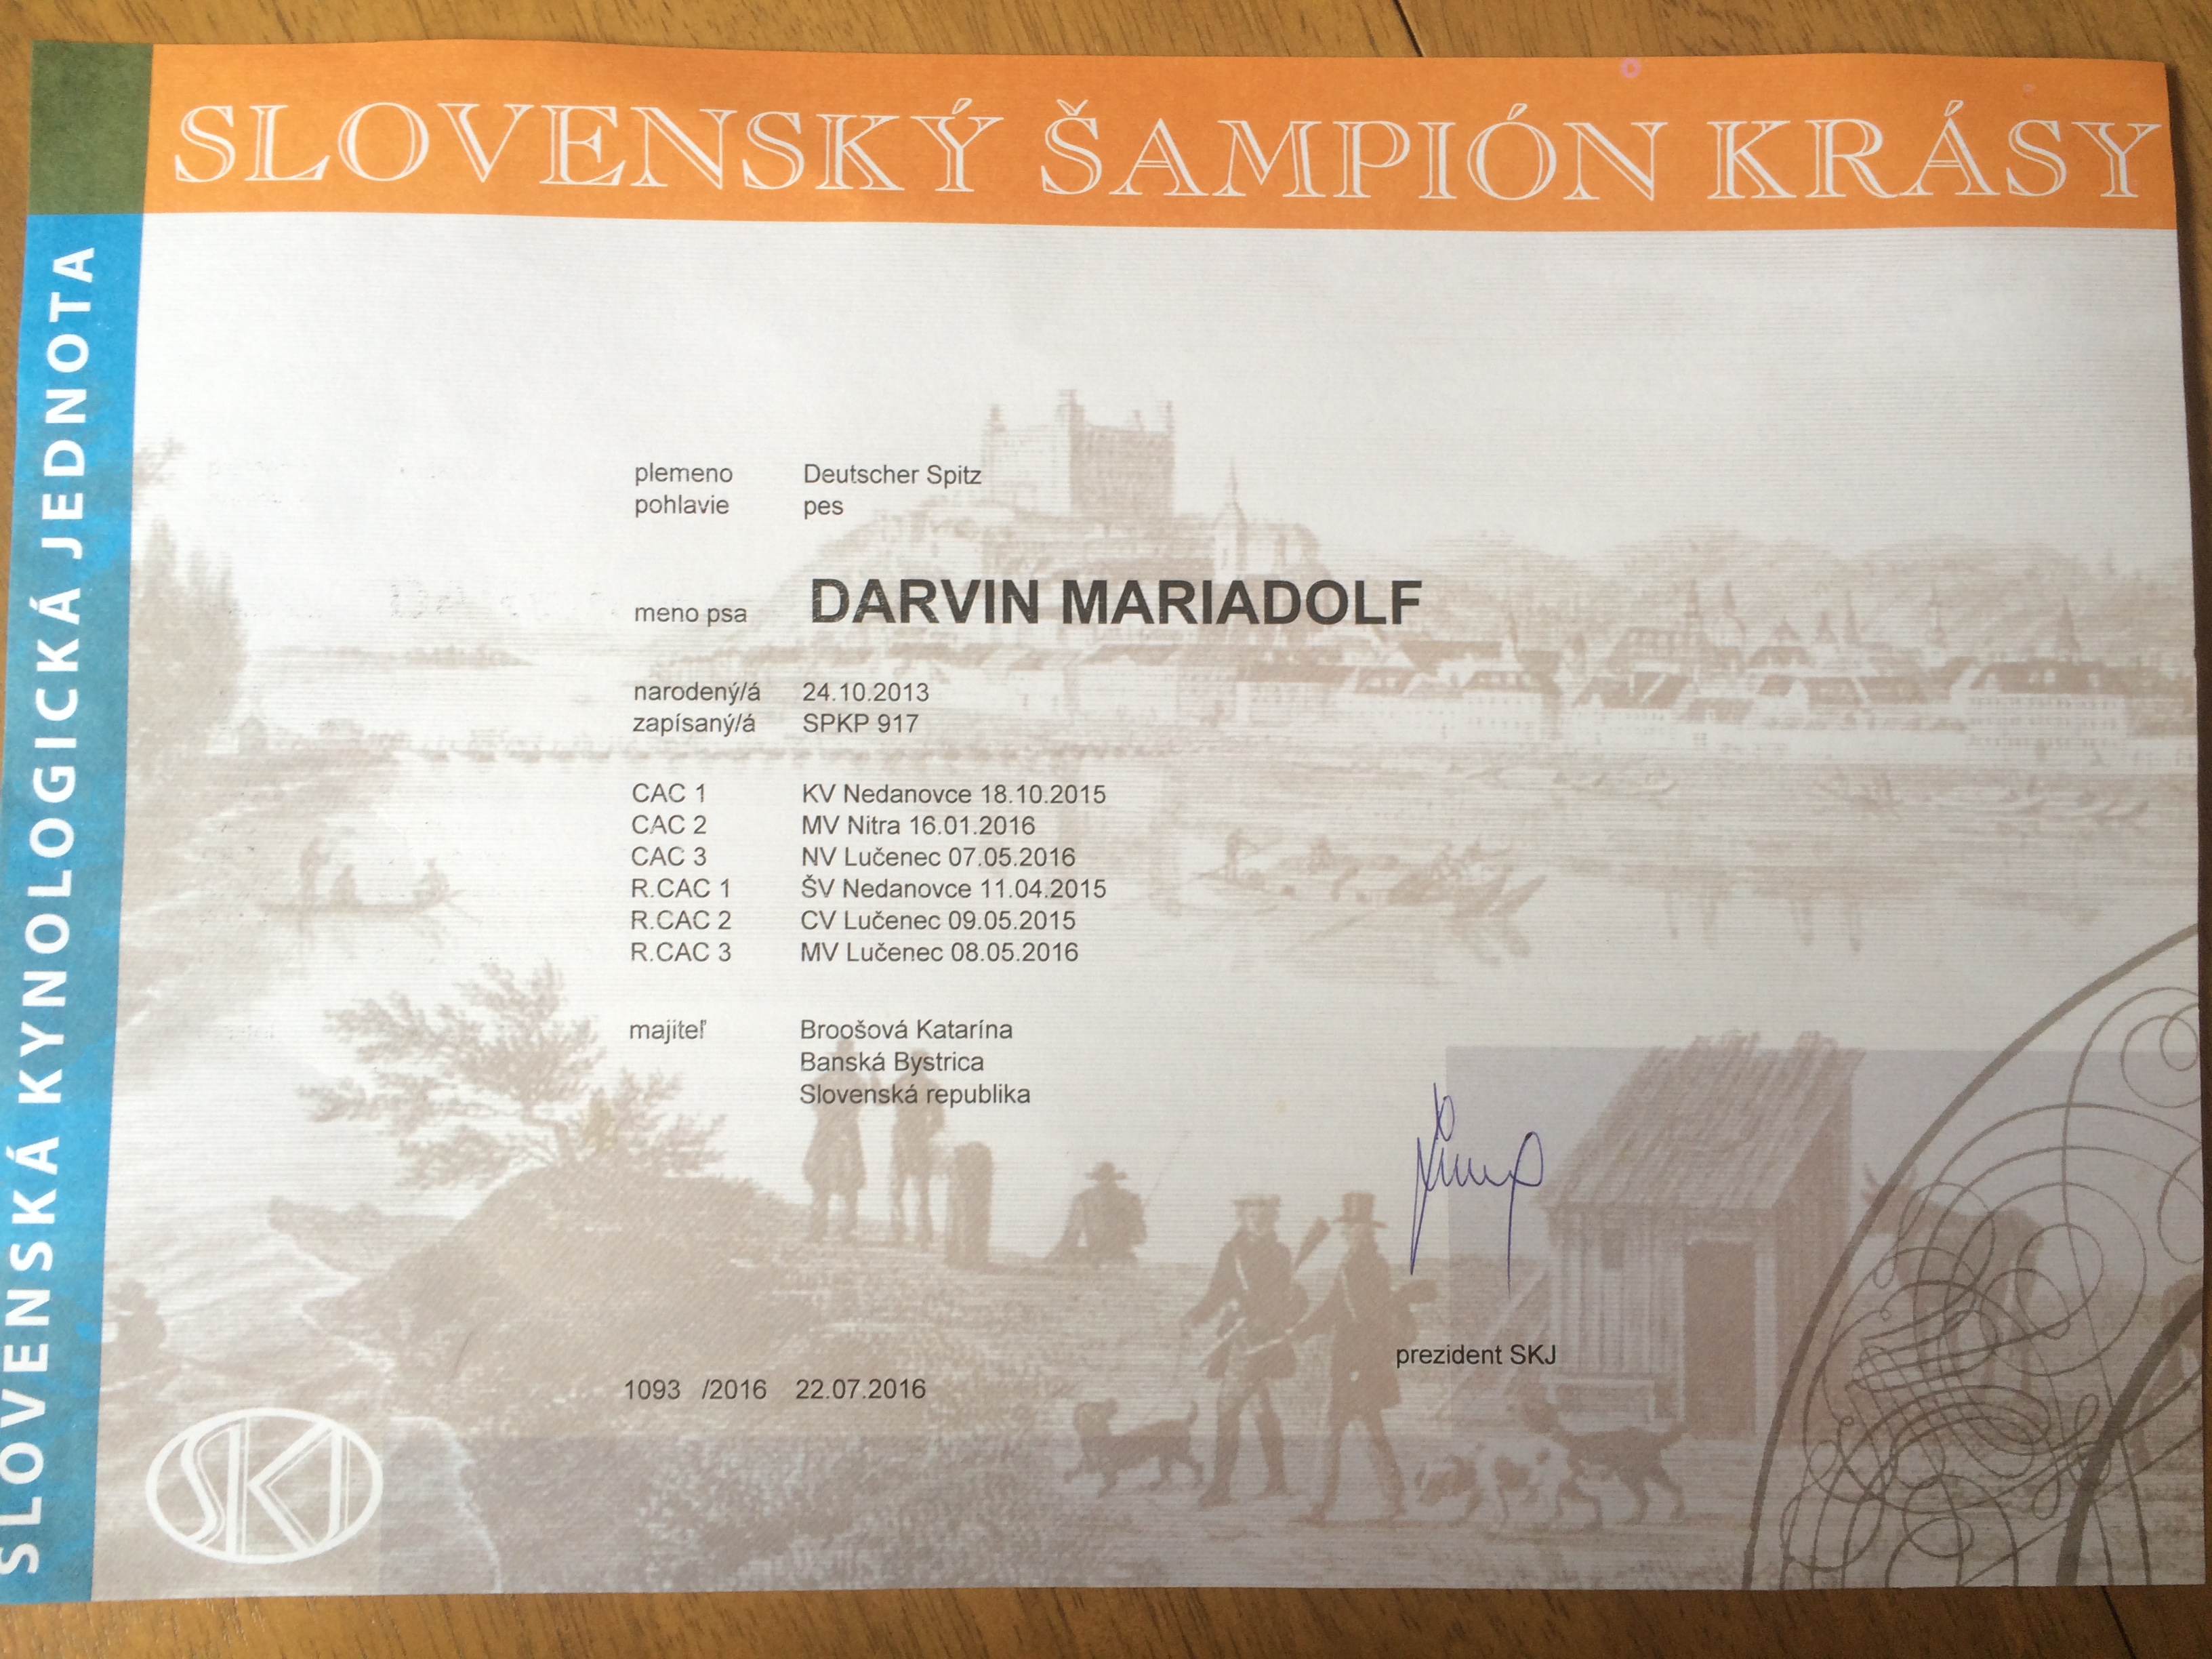 SLOVENSKÝ ŠAMPIÓN KRÁSY
SLOVENSKÁ KYNOLOGICKÁ JEDNOTA
plemeno Deutscher Spitz
pohlavie pes
meno psa DARVIN MARIADOLF
narodený/á 24.10.2013
zapísaný/á SPKP 917
CAC 1 KV Nedanovce 18.10.2015
CAC 2 MV Nitra 16.01.2016
CAC 3 NV Lučenec 07.05.2016
R.CAC 1 ŠV Nedanovce 11.04.2015
R.CAC 2 CV Lučenec 09.05.2015
R.CAC 3 MV Lučenec 08.05.2016
majiteľ Broošová Katarína
Banská Bystrica
Slovenská republika
prezident SKJ
1093 /2016 22.07.2016
SKJ